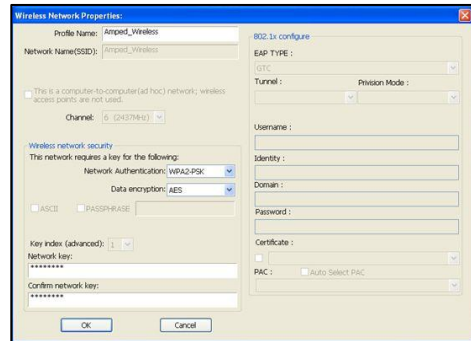 Wireless Network Properties:
Profile Name: Amped_Wireless
Network Name(SSID): Amped_Wireless
This is a computer-to-computer(ad hoc) network; wireless
access points are not used.
Channel: 6 (2437MHz)
Wireless network security
This network requires a key for the following:
Network Authentication: WPA2-PSK
Data encryption: AES
ASCII PASSPHRASE
Key index (advanced): 1
Network key:
********
Confirm network key:
********
OK Cancel
802.1x configure
EAP TYPE :
GTC
Tunnel : Privision Mode :
Username :
Identity :
Domain :
Password :
Certificate :
PAC : Auto Select PAC